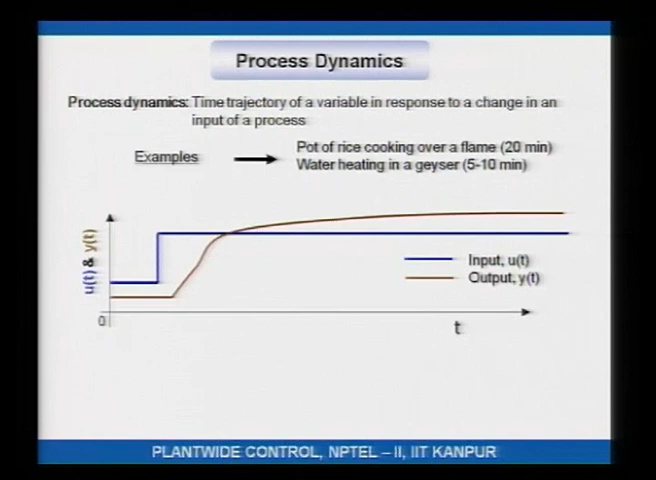 Process Dynamics
Process dynamics: Time trajectory of a variable in response to a change in an
input of a process
Examples
Pot of rice cooking over a flame (20 min)
Water heating in a geyser (5-10 min)
u(t) & y(t)
Input, u(t)
Output, y(t)
0
t
PLANTWIDE CONTROL, NPTEL – II, IIT KANPUR